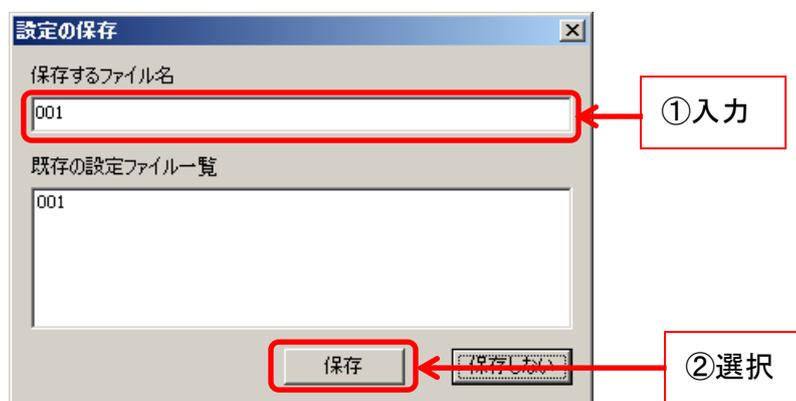 設定の保存
保存するファイル名
001
①入力
既存の設定ファイル一覧
001
保存
保存しない
②選択